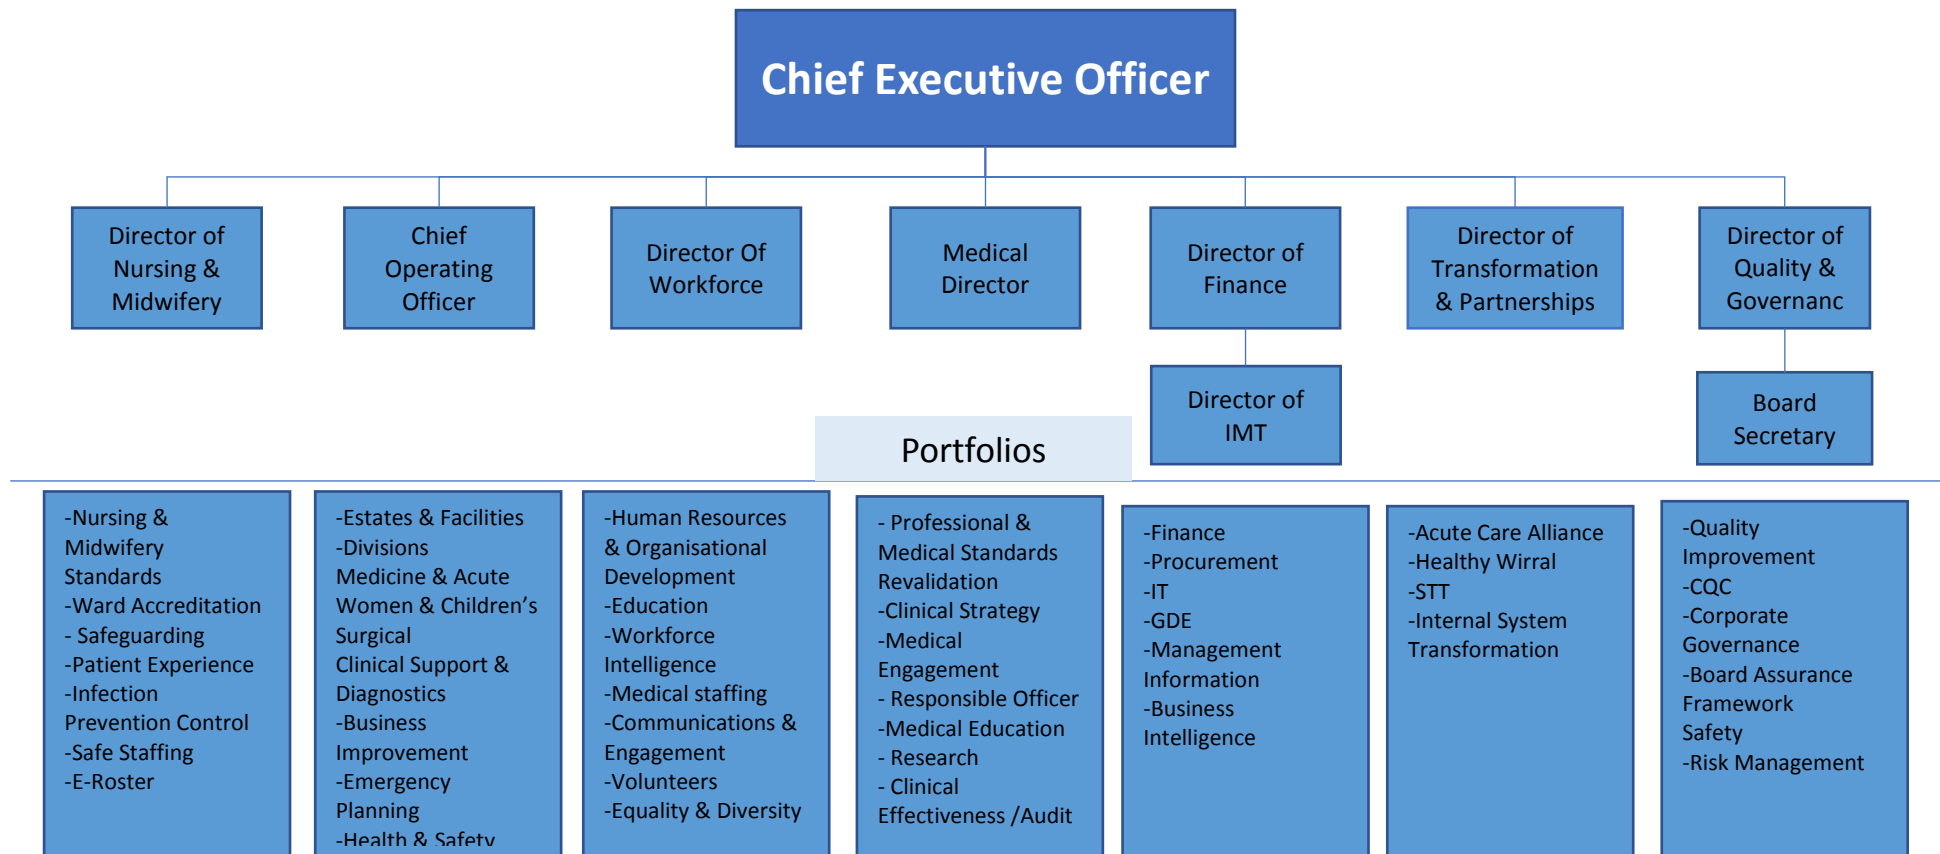 Chief Executive Officer
Director of
Nursing &
Midwifery
Chief
Operating
Officer
Director Of
Workforce
Medical
Director
Director of
Finance
Director of
Transformation
& Partnerships
Director of
Quality &
Governanc
Director of
IMT
Board
Secretary
Portfolios
-Nursing &
Midwifery
Standards
-Ward Accreditation
- Safeguarding
-Patient Experience
-Infection
Prevention Control
-Safe Staffing
-E-Roster
-Estates & Facilities
-Divisions
Medicine & Acute
Women & Children’s
Surgical
Clinical Support &
Diagnostics
-Business
Improvement
-Emergency
Planning
-Health & Safety
-Human Resources
& Organisational
Development
-Education
-Workforce
Intelligence
-Medical staffing
-Communications &
Engagement
-Volunteers
-Equality & Diversity
- Professional &
Medical Standards
Revalidation
-Clinical Strategy
-Medical
Engagement
- Responsible Officer
-Medical Education
- Research
- Clinical
Effectiveness /Audit
-Finance
-Procurement
-IT
-GDE
-Management
Information
-Business
Intelligence
-Acute Care Alliance
-Healthy Wirral
-STT
-Internal System
Transformation
-Quality
Improvement
-CQC
-Corporate
Governance
-Board Assurance
Framework
Safety
-Risk Management